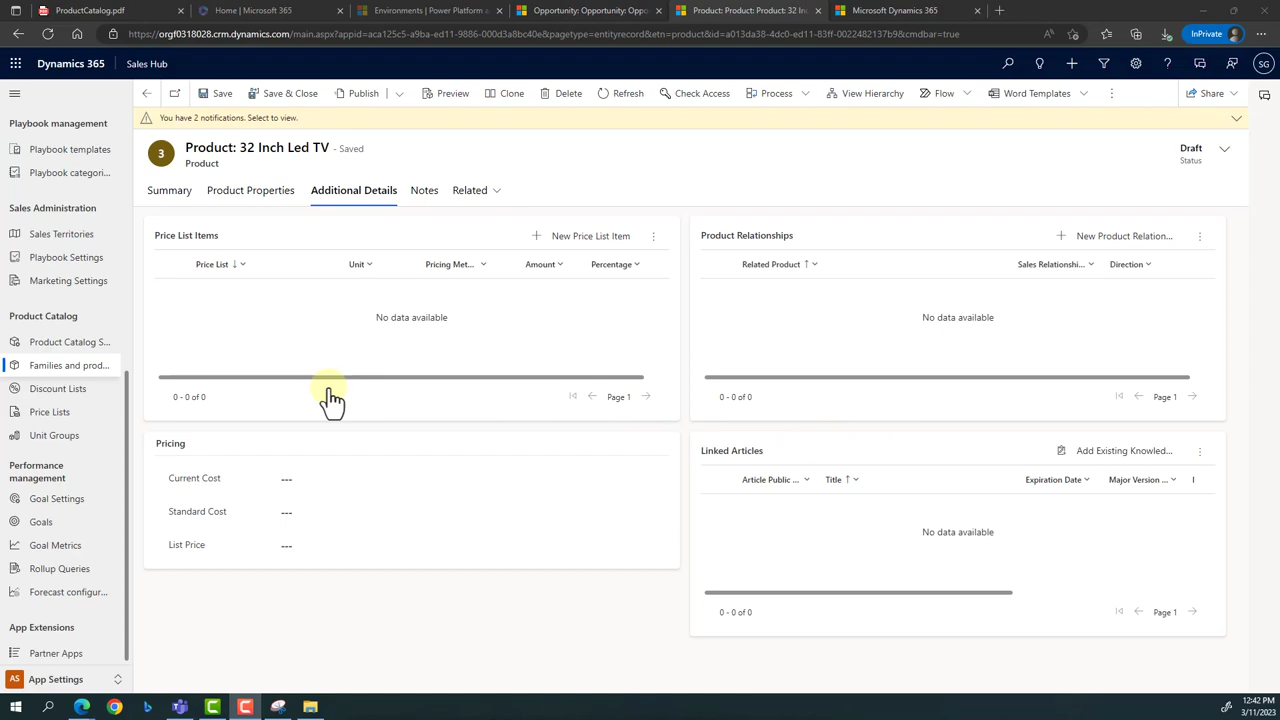 ProductCatalog.pdf
Home | Microsoft 365
Environments | Power Platform a
Opportunity: Opportunity: Oppo
Product: Product: Product: 32 In
Microsoft Dynamics 365
https://orgf0318028.crm.dynamics.com/main.aspx?appid=aca125c5-a9ba-ed11-9886-000d3a8c40b6&pagetype=entityrecord&etn=product&id=a013da38-4ec0-ed11-83ff-0022482137b9&cmdbar=true
InPrivate
Dynamics 365
Sales Hub
SG
Save
Save & Close
Publish
Preview
Clone
Delete
Refresh
Check Access
Process
View Hierarchy
Flow
Word Templates
Share
You have 2 notifications. Select to view.
3
Product: 32 Inch Led TV - Saved
Product
Draft
Status
Summary
Product Properties
Additional Details
Notes
Related
Playbook management
Playbook templates
Playbook categori...
Sales Administration
Sales Territories
Playbook Settings
Marketing Settings
Product Catalog
Product Catalog S...
Families and prod...
Discount Lists
Price Lists
Unit Groups
Performance
management
Goal Settings
Goals
Goal Metrics
Rollup Queries
Forecast configur...
App Extensions
Partner Apps
AS
App Settings
Price List Items
New Price List Item
Price List
Unit
Pricing Met...
Amount
Percentage
No data available
0 - 0 of 0
Page 1
Pricing
Current Cost
---
Standard Cost
---
List Price
---
Product Relationships
New Product Relation...
Related Product
Sales Relationshi...
Direction
No data available
0 - 0 of 0
Page 1
Linked Articles
Add Existing Knowled...
Article Public ...
Title
Expiration Date
Major Version ...
No data available
0 - 0 of 0
Page 1
12:42 PM
3/11/2023